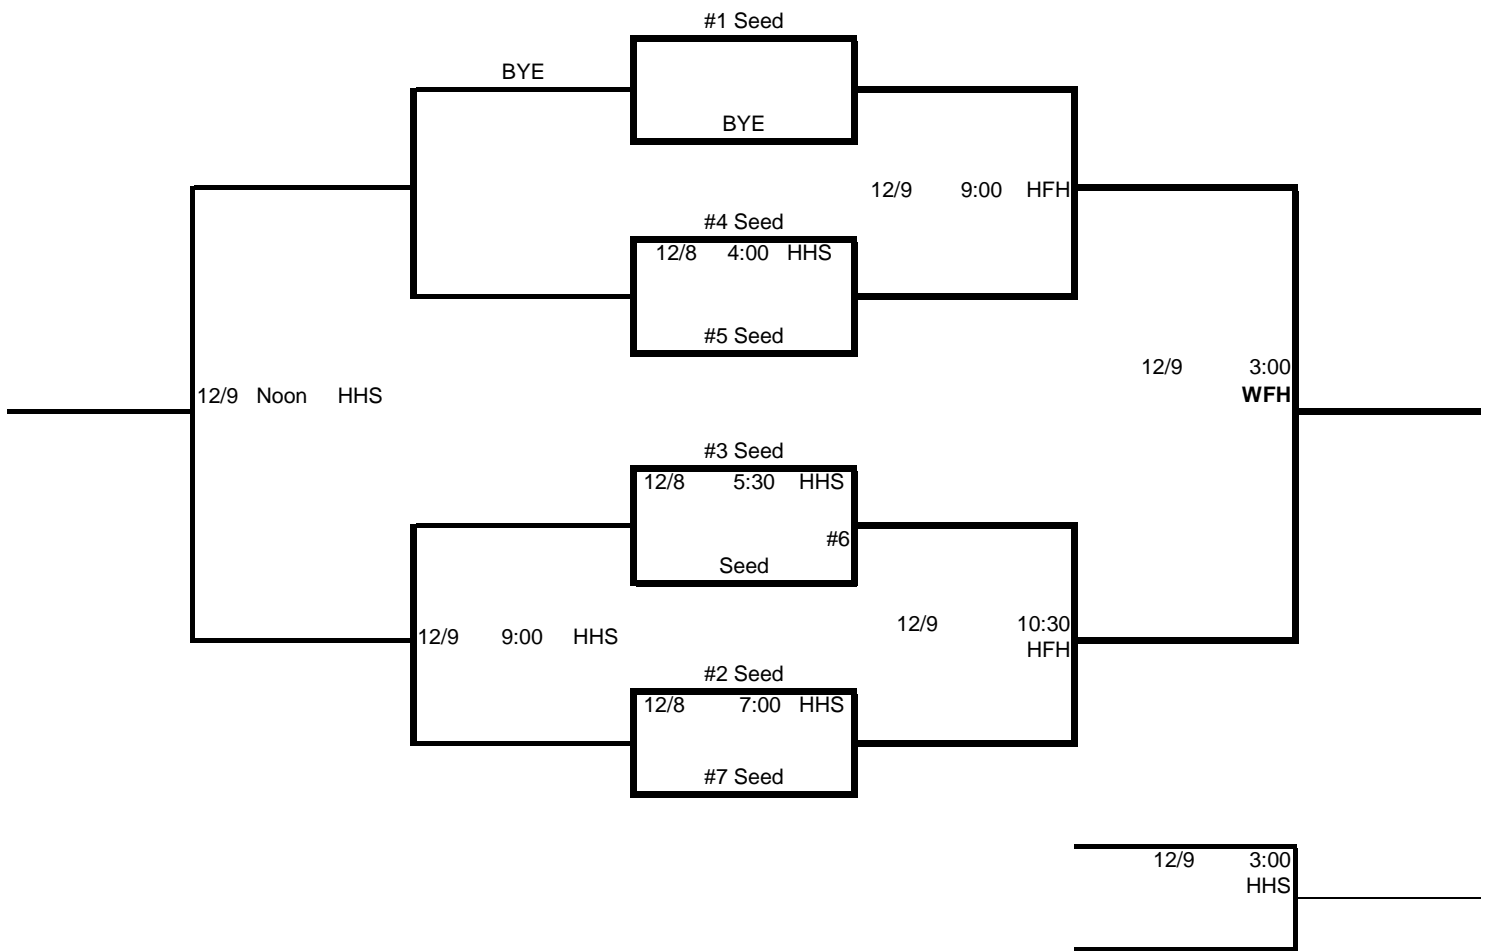 #1 Seed
BYE
BYE
12/9 9:00 HFH
#4 Seed
12/8 4:00 HHS
#5 Seed
12/9 3:00
WFH
12/9 Noon HHS
#3 Seed
12/8 5:30 HHS
#6
Seed
12/9 10:30
HFH
12/9 9:00 HHS
#2 Seed
12/8 7:00 HHS
#7 Seed
12/9 3:00
HHS